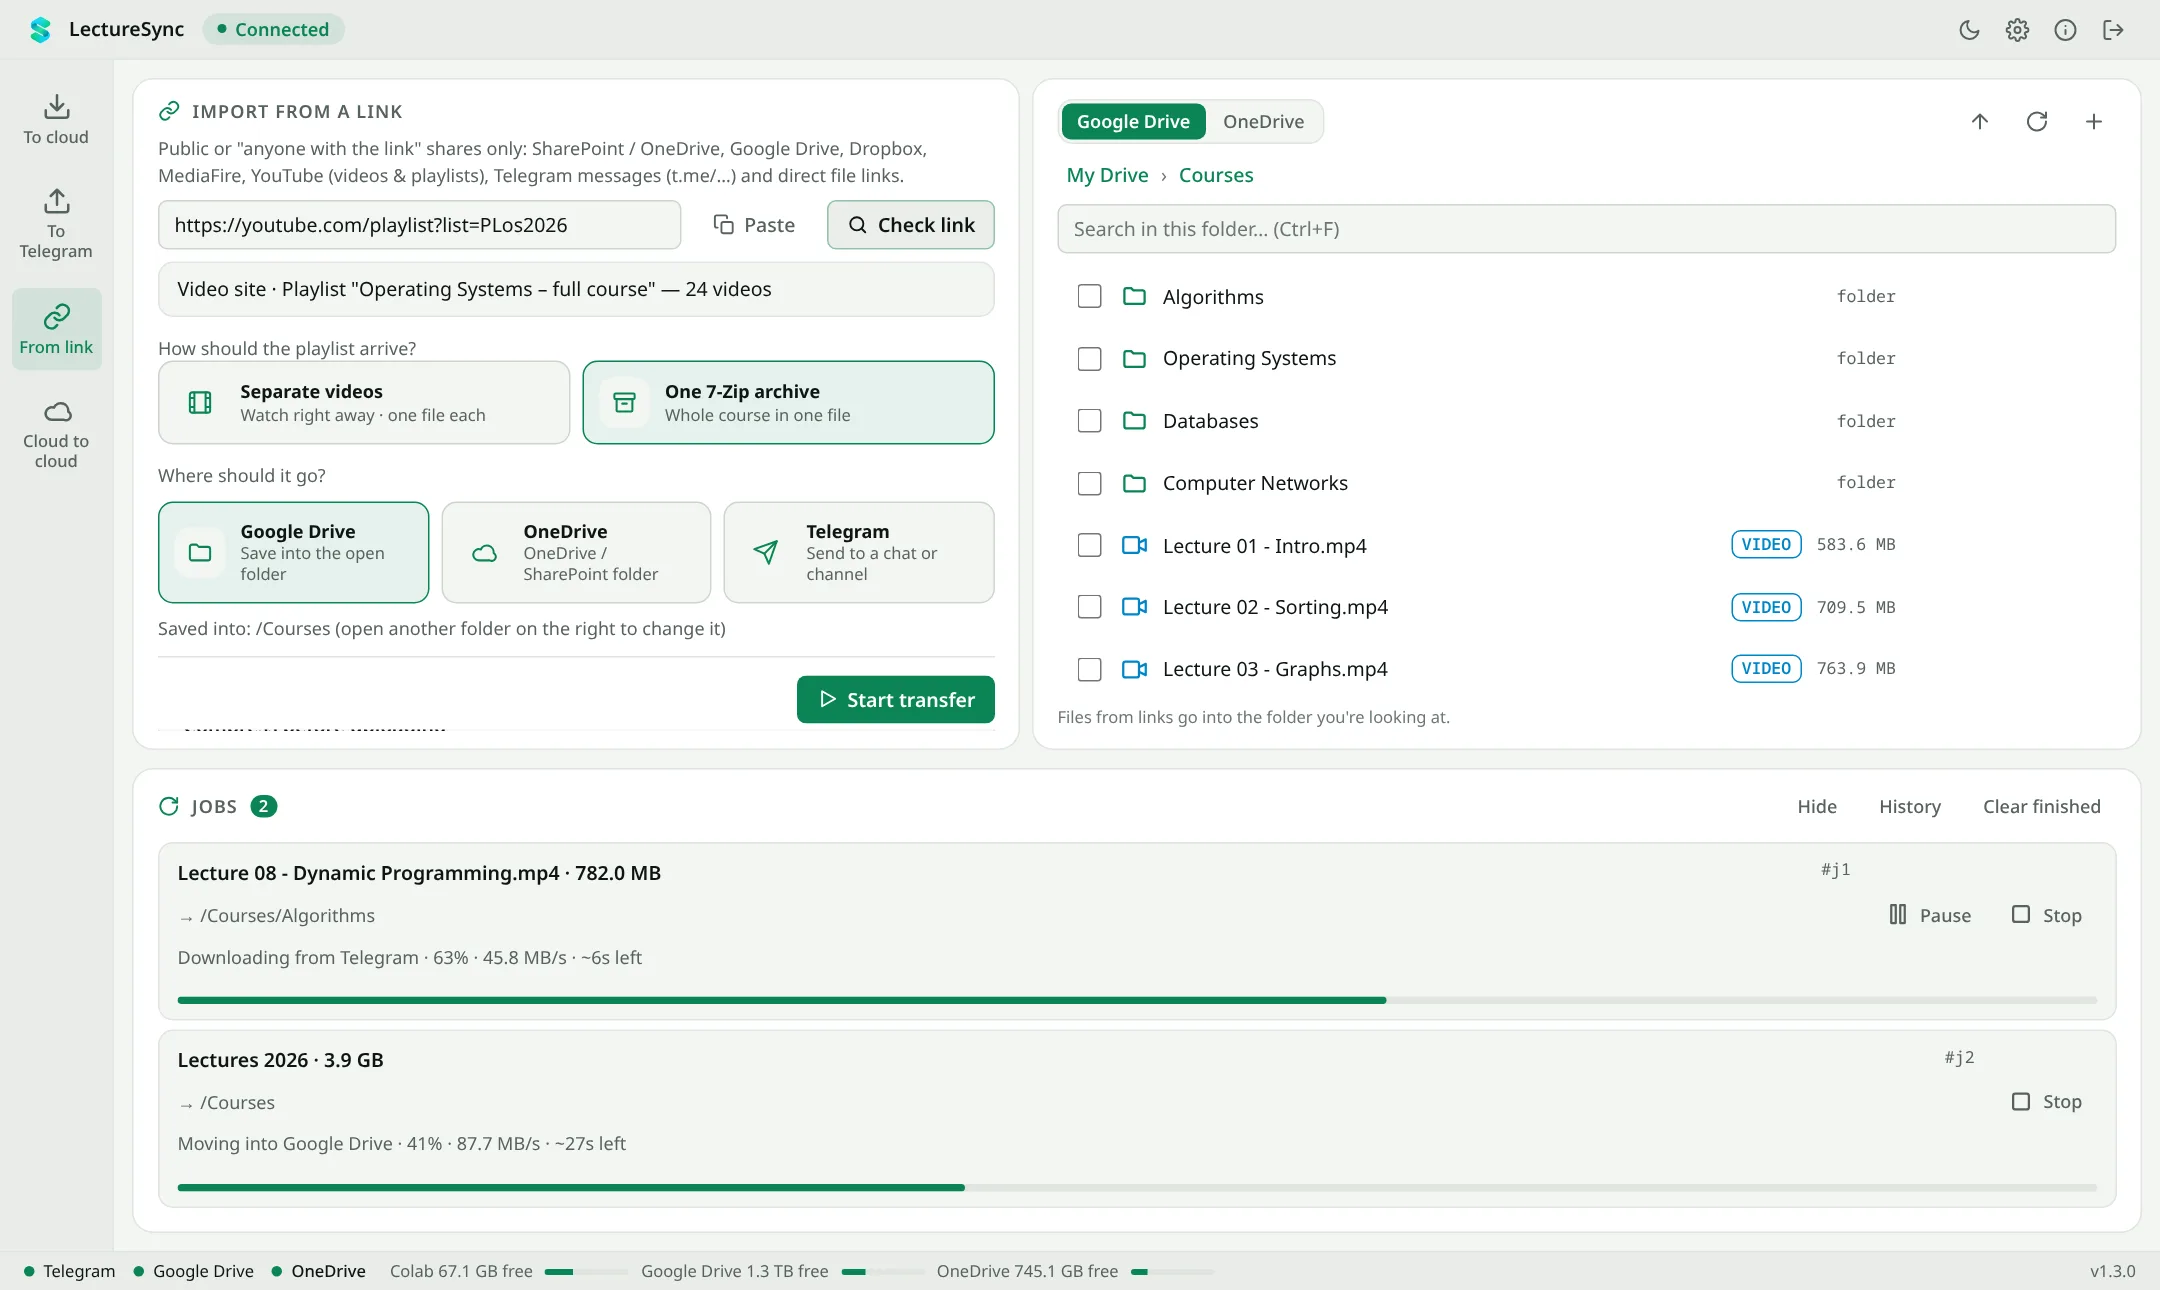 LectureSync
Connected
To cloud
To
Telegram
From link
Cloud to
cloud
IMPORT FROM A LINK
Public or "anyone with the link" shares only: SharePoint / OneDrive, Google Drive, Dropbox,
MediaFire, YouTube (videos & playlists), Telegram messages (t.me/...) and direct file links.
https://youtube.com/playlist?list=PLos2026
Paste
Check link
Video site · Playlist "Operating Systems – full course" — 24 videos
How should the playlist arrive?
Separate videos
Watch right away · one file each
One 7-Zip archive
Whole course in one file
Where should it go?
Google Drive
Save into the open
folder
OneDrive
OneDrive /
SharePoint folder
Telegram
Send to a chat or
channel
Saved into: /Courses (open another folder on the right to change it)
Start transfer
Google Drive
OneDrive
My Drive › Courses
Search in this folder... (Ctrl+F)
Algorithms folder
Operating Systems folder
Databases folder
Computer Networks folder
Lecture 01 - Intro.mp4 VIDEO 583.6 MB
Lecture 02 - Sorting.mp4 VIDEO 709.5 MB
Lecture 03 - Graphs.mp4 VIDEO 763.9 MB
Files from links go into the folder you're looking at.
JOBS 2
Hide
History
Clear finished
Lecture 08 - Dynamic Programming.mp4 · 782.0 MB
#j1
→ /Courses/Algorithms
Pause
Stop
Downloading from Telegram · 63% · 45.8 MB/s · ~6s left
Lectures 2026 · 3.9 GB
#j2
→ /Courses
Stop
Moving into Google Drive · 41% · 87.7 MB/s · ~27s left
Telegram
Google Drive
OneDrive
Colab 67.1 GB free
Google Drive 1.3 TB free
OneDrive 745.1 GB free
v1.3.0